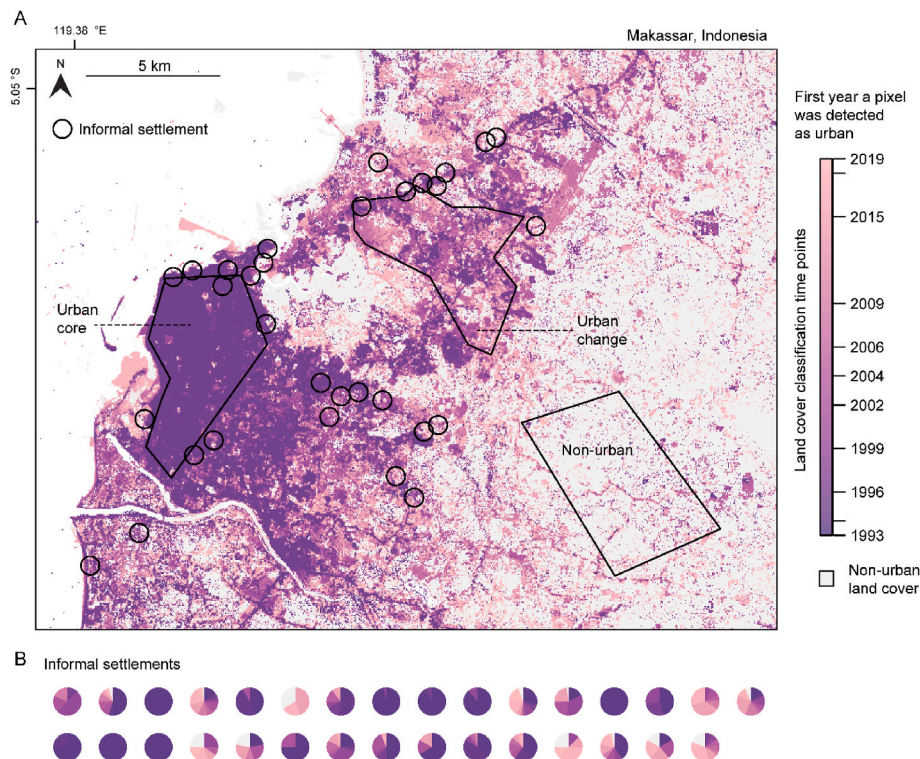 A
119.38 °E
Makassar, Indonesia
5.05 °S
N
5 km
Informal settlement
Urban
core
Urban
change
Non-urban
First year a pixel
was detected
as urban
Land cover classification time points
2019
2015
2009
2006
2004
2002
1999
1996
1993
Non-urban
land cover
B Informal settlements